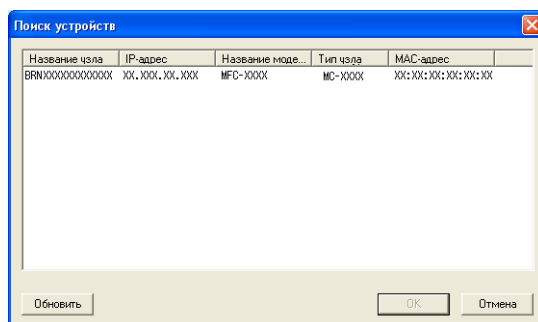 Поиск устройств
Название узла IP-адрес Название моде... Тип узла MAC-адрес
BRNXXXXXXXXXXXX XX.XXX.XX.XXX MFC-XXXX MC-XXXX XX:XX:XX:XX:XX:XX
Обновить OK Отмена